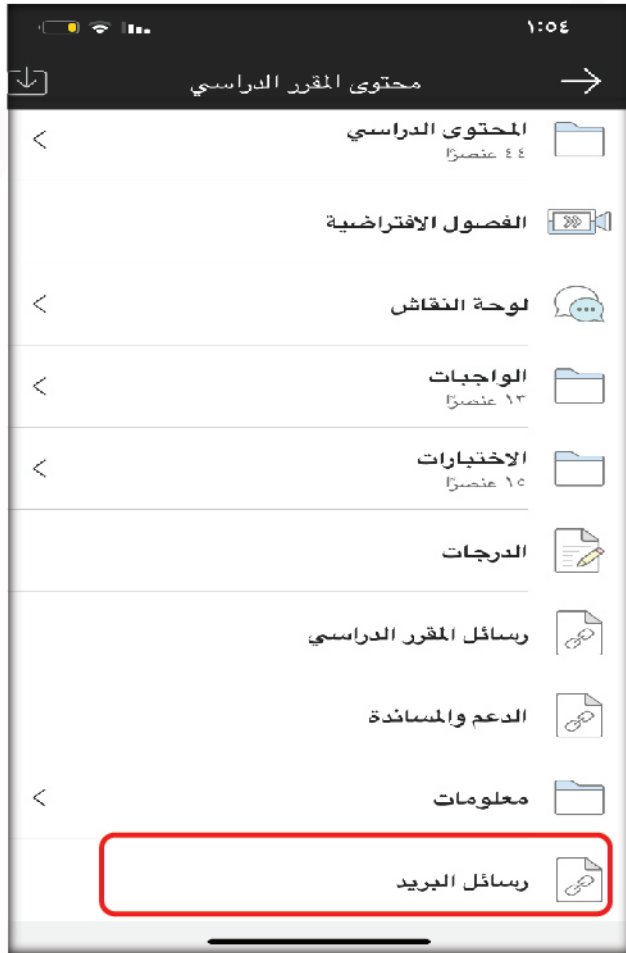 ١:٥٤
محتوى المقرر الدراسي
المحتوى الدراسي
٤٤ عنصرًا
الفصول الافتراضية
لوحة النقاش
الواجبات
١٣ عنصرًا
الاختبارات
١٥ عنصرًا
الدرجات
رسائل المقرر الدراسي
الدعم والمساندة
معلومات
رسائل البريد